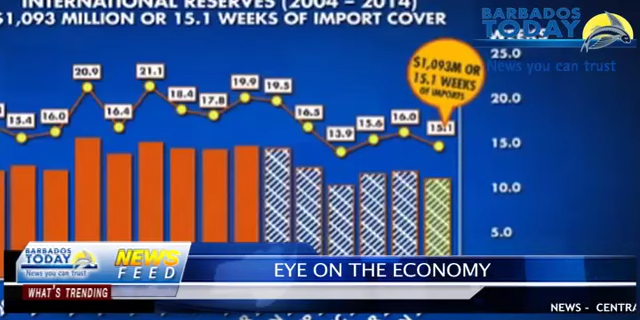 INTERNATIONAL RESERVES (2004 – 2014)
$1,093 MILLION OR 15.1 WEEKS OF IMPORT COVER
BARBADOS
TODAY
News you can trust
$1,093M OR
15.1 WEEKS
OF IMPORTS
25.0
20.0
15.0
10.0
5.0
15.4
16.0
20.9
16.4
21.1
18.4
17.8
19.9
19.5
16.5
13.9
15.6
16.0
15.1
BARBADOS
TODAY
News you can trust
NEWS
FEED
EYE ON THE ECONOMY
WHAT'S TRENDING
NEWS - CENTRA